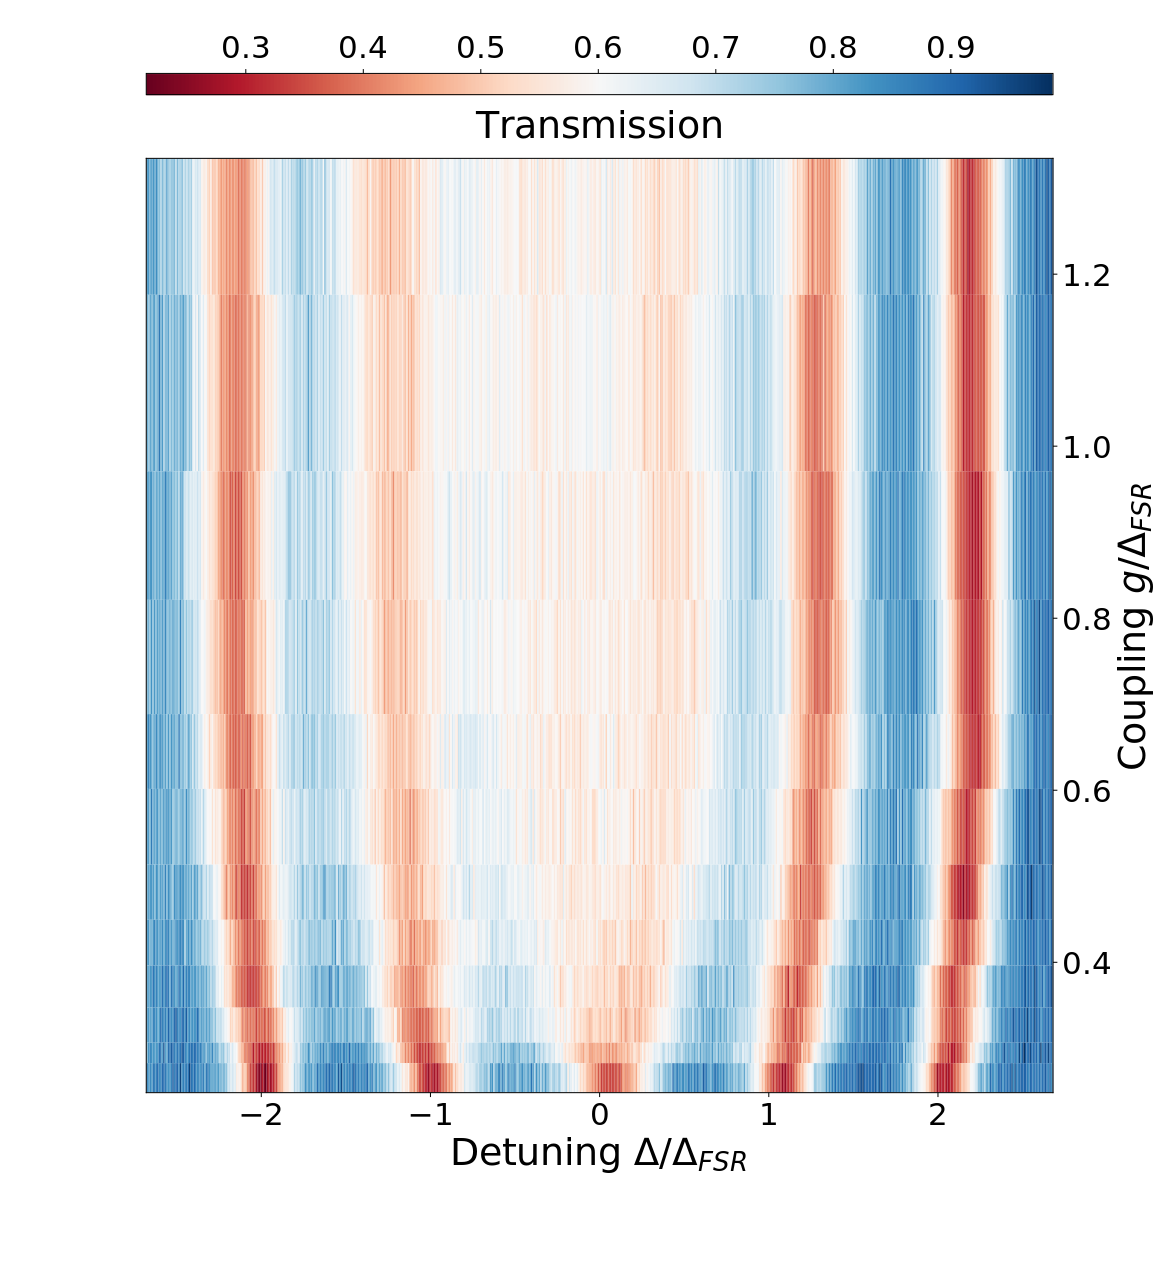 0.3 0.4 0.5 0.6 0.7 0.8 0.9
Transmission
1.2
1.0
0.8
0.6
0.4
Coupling g/Δ_FSR
−2 −1 0 1 2
Detuning Δ/Δ_FSR